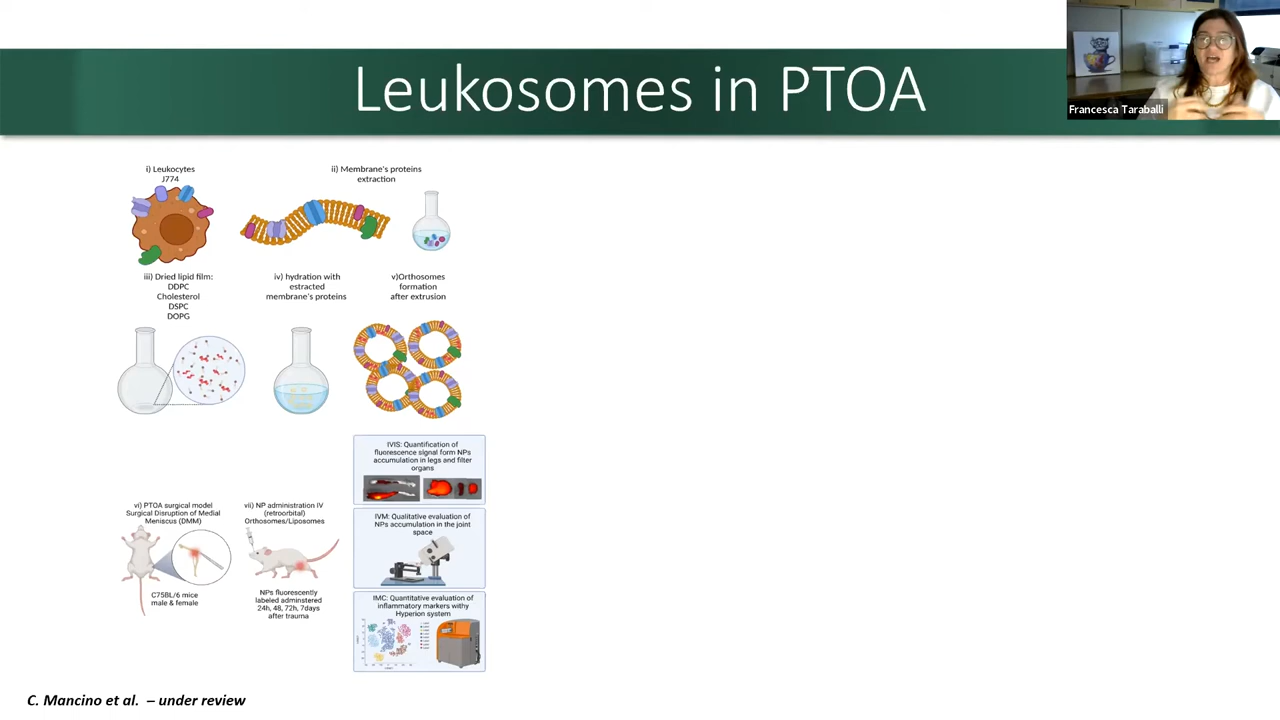 Leukosomes in PTOA
Francesca Taraballi
i) Leukocytes
J774
ii) Membrane's proteins
extraction
iii) Dried lipid film:
DDPC
Cholesterol
DSPC
DOPG
iv) hydration with
estracted
membrane's proteins
v)Orthosomes
formation
after extrusion
vi) PTOA surgical model
Surgical Disruption of Medial
Meniscus (DMM)
C75BL/6 mice
male & female
vii) NP administration IV
(retroorbital)
Orthosomes/Liposomes
NPs fluorescently
labeled adminstered
24h, 48, 72h, 7days
after trauma
IVIS: Quantification of
fluorescence signal form NPs
accumulation in legs and filter
organs
IVM: Qualitative evaluation of
NPs accumulation in the joint
space
IMC: Quantitative evaluation of
inflammatory markers withy
Hyperion system
C. Mancino et al. – under review